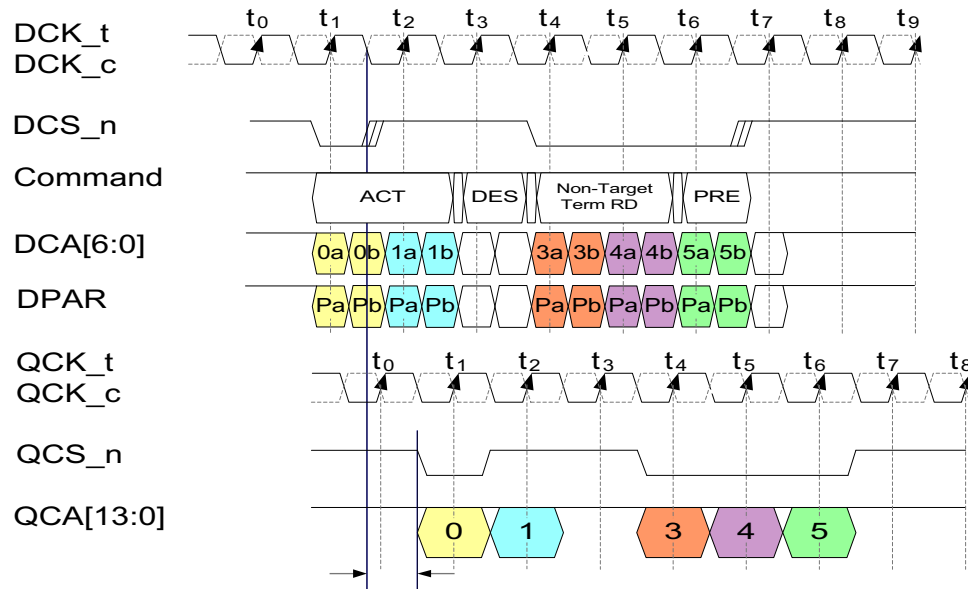 t0 t1 t2 t3 t4 t5 t6 t7 t8 t9
DCK_t
DCK_c
DCS_n
Command
ACT DES Non-Target Term RD PRE
DCA[6:0]
0a 0b 1a 1b 3a 3b 4a 4b 5a 5b
DPAR
Pa Pb Pa Pb Pa Pb Pa Pb Pa Pb
t0 t1 t2 t3 t4 t5 t6 t7 t8
QCK_t
QCK_c
QCS_n
QCA[13:0]
0 1 3 4 5